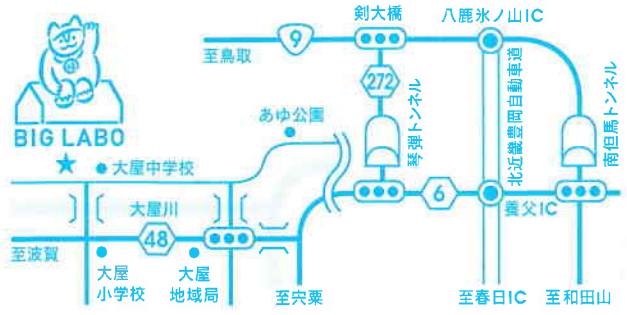 剣大橋
八鹿氷ノ山IC
9
至鳥取
272
琴弾トンネル
北近畿豊岡自動車道
南但馬トンネル
あゆ公園
BIG LABO
大屋中学校
大屋川
6
養父IC
48
至波賀
大屋
小学校
大屋
地域局
至宍粟
至春日IC
至和田山